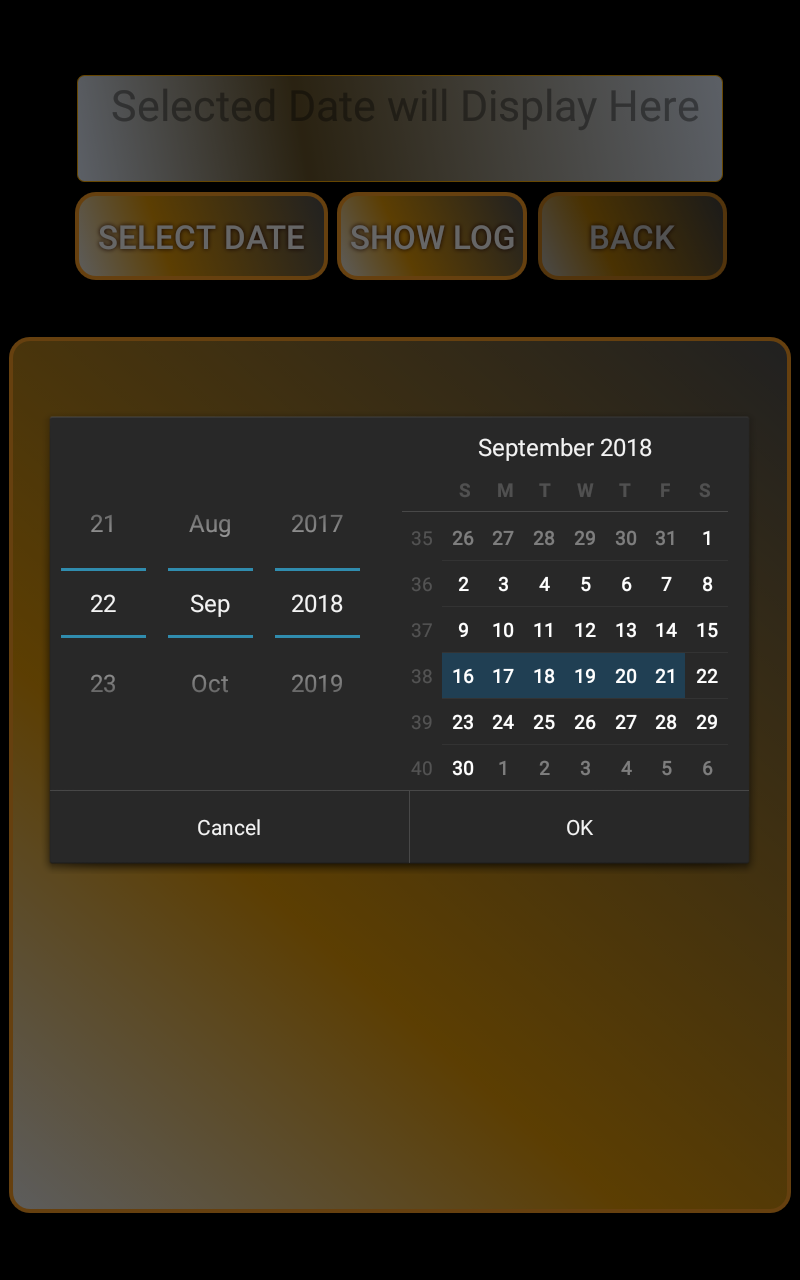 Selected Date will Display Here
SELECT DATE SHOW LOG BACK
September 2018
S M T W T F S
21 Aug 2017
22 Sep 2018
23 Oct 2019
35 26 27 28 29 30 31 1
36 2 3 4 5 6 7 8
37 9 10 11 12 13 14 15
38 16 17 18 19 20 21 22
39 23 24 25 26 27 28 29
40 30 1 2 3 4 5 6
Cancel OK